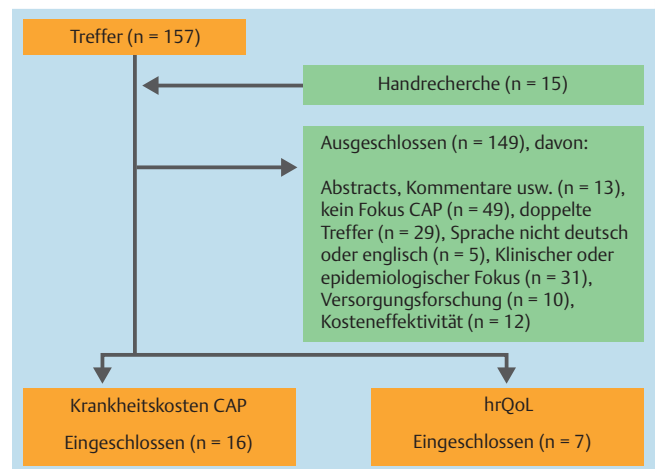 Treffer (n = 157)
Handrecherche (n = 15)
Ausgeschlossen (n = 149), davon:
Abstracts, Kommentare usw. (n = 13),
kein Fokus CAP (n = 49), doppelte
Treffer (n = 29), Sprache nicht deutsch
oder englisch (n = 5), Klinischer oder
epidemiologischer Fokus (n = 31),
Versorgungsforschung (n = 10),
Kosteneffektivität (n = 12)
Krankheitskosten CAP
Eingeschlossen (n = 16)
hrQoL
Eingeschlossen (n = 7)